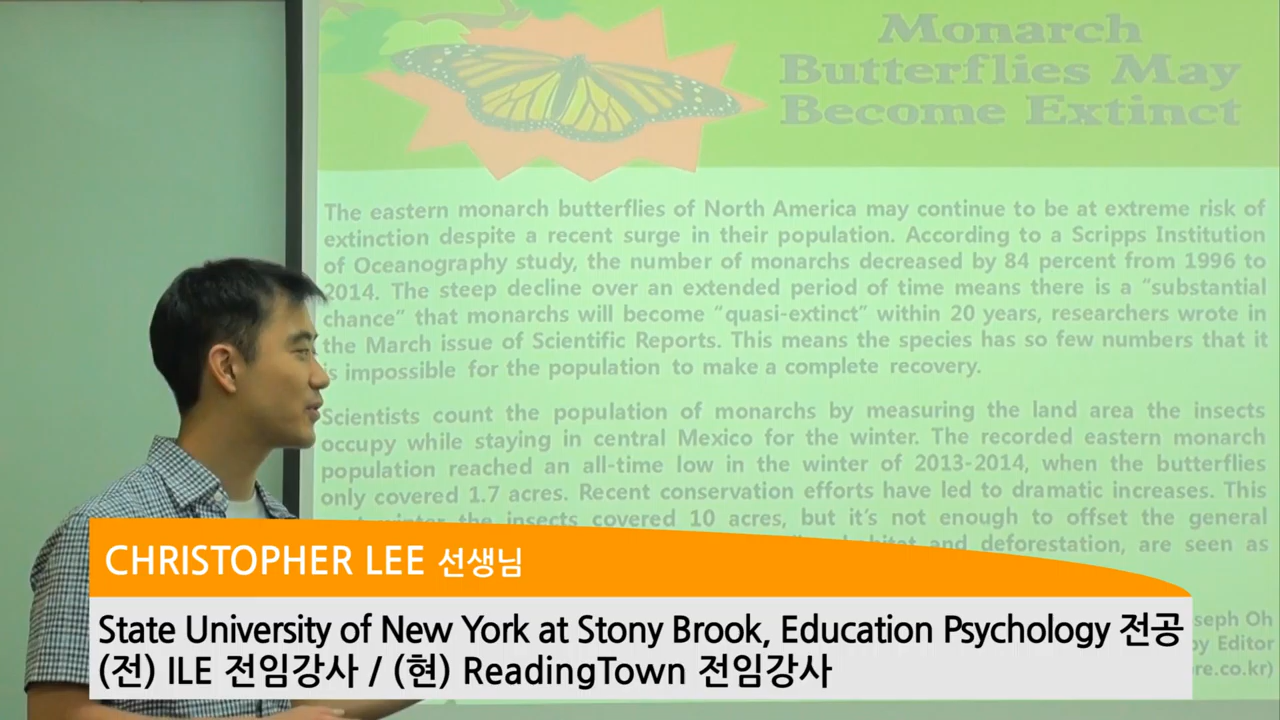 Monarch
Butterflies May
Become Extinct
The eastern monarch butterflies of North America may continue to be at extreme risk of
extinction despite a recent surge in their population. According to a Scripps Institution
of Oceanography study, the number of monarchs decreased by 84 percent from 1996 to
2014. The steep decline over an extended period of time means there is a “substantial
chance” that monarchs will become “quasi-extinct” within 20 years, researchers wrote in
the March issue of Scientific Reports. This means the species has so few numbers that it
is impossible for the population to make a complete recovery.
Scientists count the population of monarchs by measuring the land area the insects
occupy while staying in central Mexico for the winter. The recorded eastern monarch
population reached an all-time low in the winter of 2013-2014, when the butterflies
only covered 1.7 acres. Recent conservation efforts have led to dramatic increases. This
winter the insects covered 10 acres, but it’s not enough to offset the general
habitat and deforestation, are seen as
seph Oh
by Editor
re.co.kr)
CHRISTOPHER LEE 선생님
State University of New York at Stony Brook, Education Psychology 전공
(전) ILE 전임강사 / (현) ReadingTown 전임강사